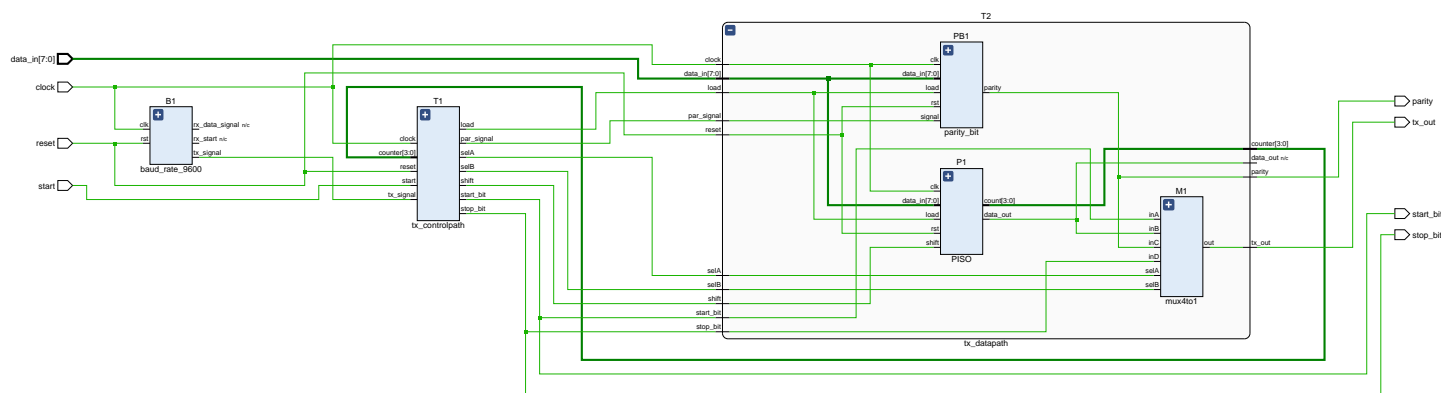 T2
data_in[7:0]
clock
reset
start
B1
clk
rst
rx_data_signal n/c
rx_start n/c
tx_signal
baud_rate_9600
T1
clock
counter[3:0]
reset
start
tx_signal
load
par_signal
selA
selB
shift
start_bit
stop_bit
tx_controlpath
clock
data_in[7:0]
load
par_signal
reset
selA
selB
shift
start_bit
stop_bit
PB1
clk
data_in[7:0]
load
rst
signal
parity
parity_bit
P1
clk
data_in[7:0]
load
rst
shift
count[3:0]
data_out
PISO
M1
inA
inB
inC
inD
selA
selB
out
mux4to1
counter[3:0]
data_out n/c
parity
tx_out
tx_datapath
parity
tx_out
start_bit
stop_bit